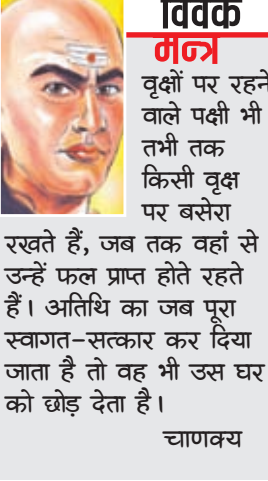 विवेक
मन्त्र
वृक्षों पर रहने
वाले पक्षी भी
तभी तक
किसी वृक्ष
पर बसेरा
रखते हैं, जब तक वहां से
उन्हें फल प्राप्त होते रहते
हैं। अतिथि का जब पूरा
स्वागत-सत्कार कर दिया
जाता है तो वह भी उस घर
को छोड़ देता है।
चाणक्य